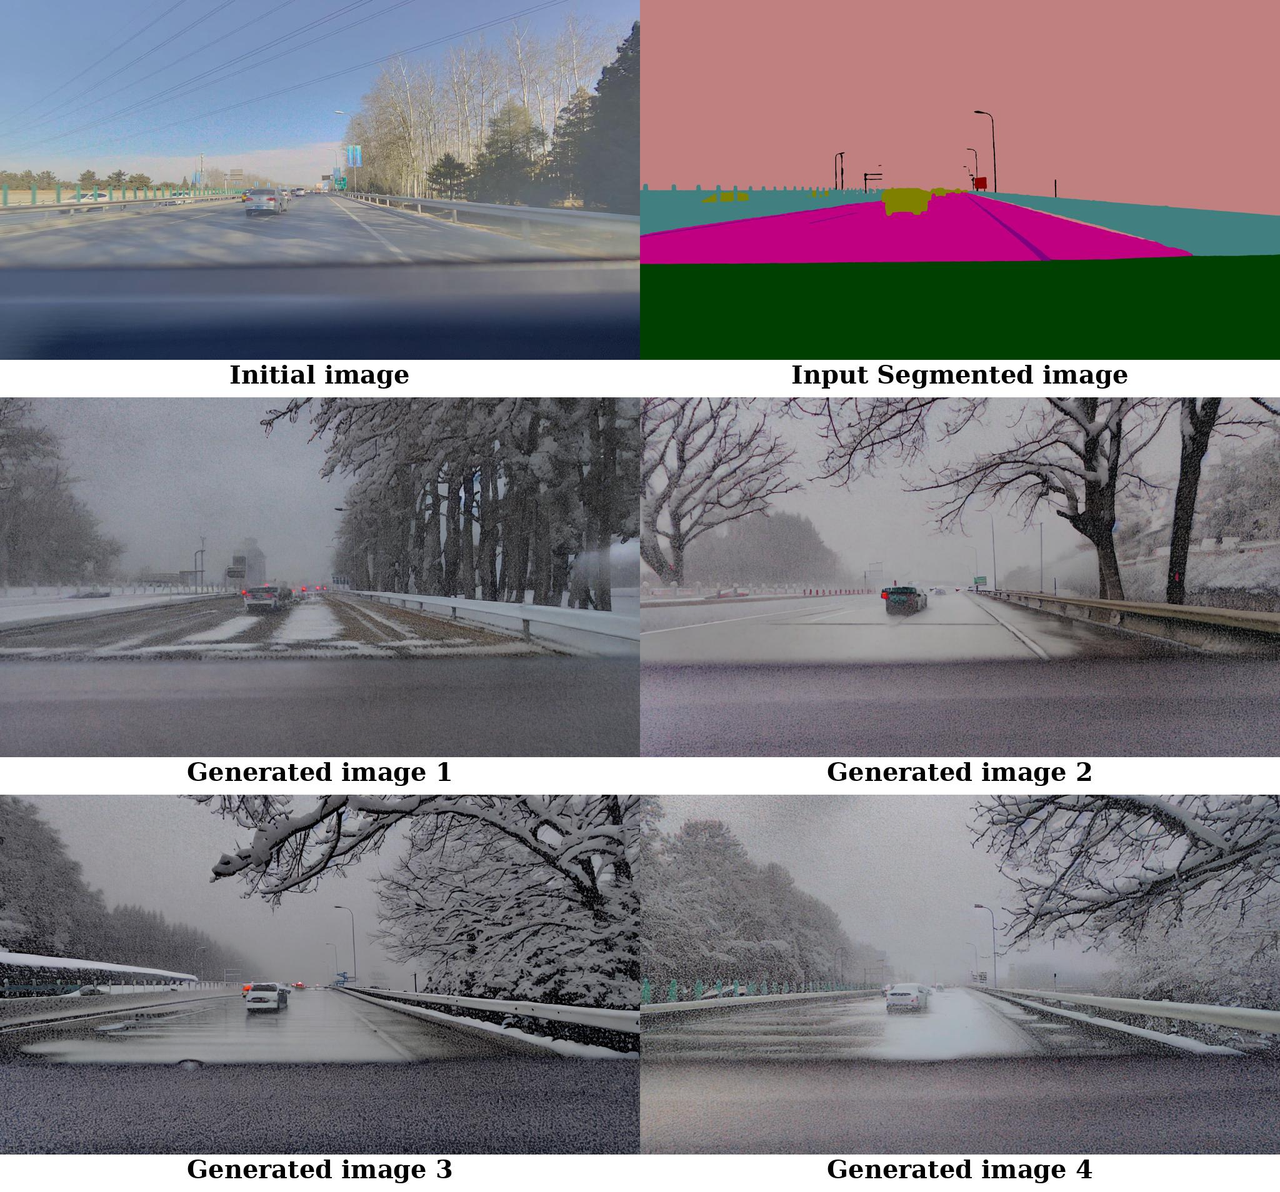 Initial image
Input Segmented image
Generated image 1
Generated image 2
Generated image 3
Generated image 4